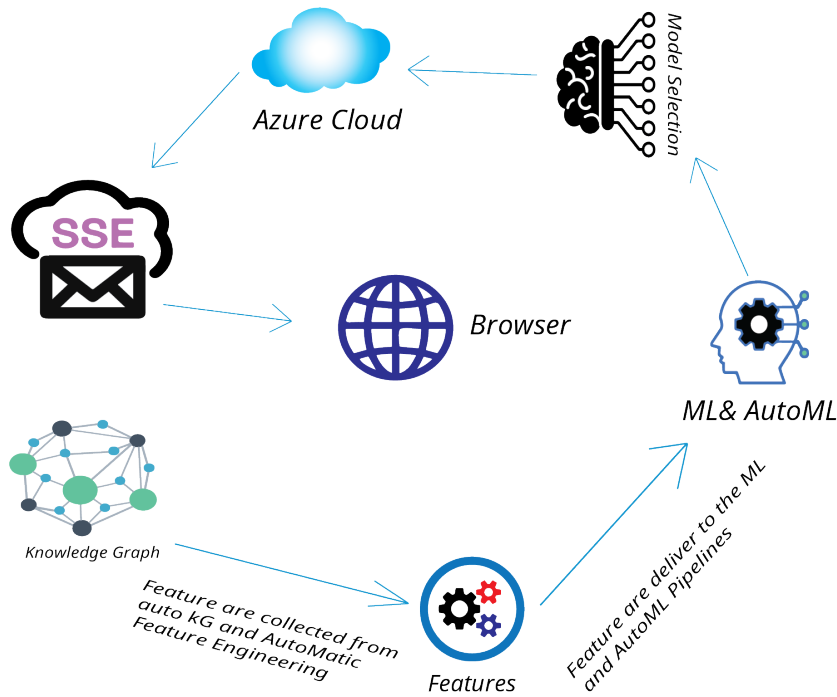 Azure Cloud
Model Selection
SSE
Browser
ML& AutoML
Knowledge Graph
Feature are collected from
auto kG and AutoMatic
Feature Engineering
Feature are deliver to the ML
and AutoML Pipelines
Features